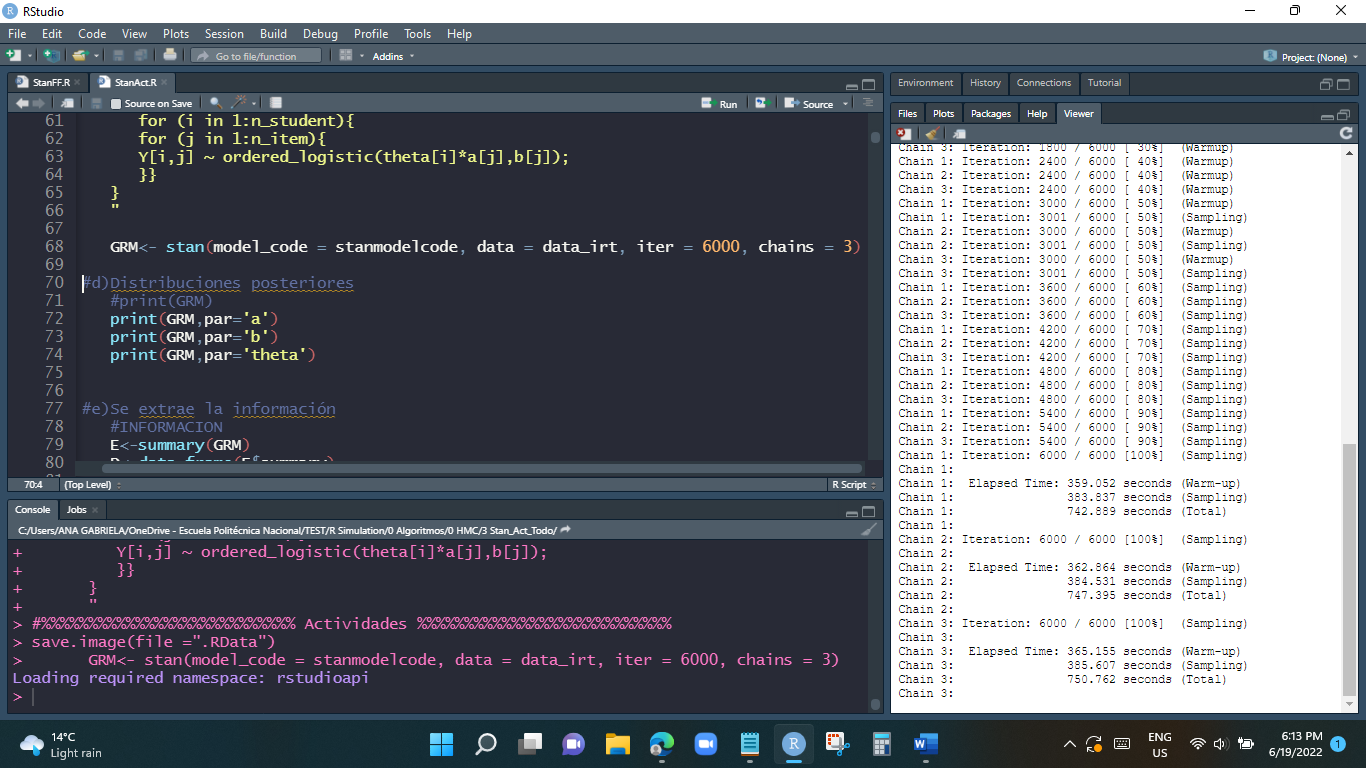 RStudio
File Edit Code View Plots Session Build Debug Profile Tools Help
Go to file/function Addins Project: (None)
StanFF.R StanAct.R
Source on Save Run Source
61 for (i in 1:n_student){
62 for (j in 1:n_item){
63 Y[i,j] ~ ordered_logistic(theta[i]*a[j],b[j]);
64 }}
65 }
66 "
67
68 GRM<- stan(model_code = stanmodelcode, data = data_irt, iter = 6000, chains = 3)
69
70 #d)Distribuciones posteriores
71 #print(GRM)
72 print(GRM,par='a')
73 print(GRM,par='b')
74 print(GRM,par='theta')
75
76
77 #e)Se extrae la información
78 #INFORMACION
79 E<-summary(GRM)
80
70:4 (Top Level) R Script
Console Jobs
C:/Users/ANA GABRIELA/OneDrive - Escuela Politécnica Nacional/TEST/R Simulation/0 Algoritmos/0 HMC/3 Stan_Act_Todo/
+ Y[i,j] ~ ordered_logistic(theta[i]*a[j],b[j]);
+ }}
+ }
+ "
> #%%%%%%%%%%%%%%%%%%%%%%%%%%% Actividades %%%%%%%%%%%%%%%%%%%%%%%%%%%
> save.image(file =".RData")
> GRM<- stan(model_code = stanmodelcode, data = data_irt, iter = 6000, chains = 3)
Loading required namespace: rstudioapi
>
Environment History Connections Tutorial
Files Plots Packages Help Viewer
Chain 3: Iteration: 1800 / 6000 [ 30%] (Warmup)
Chain 1: Iteration: 2400 / 6000 [ 40%] (Warmup)
Chain 2: Iteration: 2400 / 6000 [ 40%] (Warmup)
Chain 3: Iteration: 2400 / 6000 [ 40%] (Warmup)
Chain 1: Iteration: 3000 / 6000 [ 50%] (Warmup)
Chain 1: Iteration: 3001 / 6000 [ 50%] (Sampling)
Chain 2: Iteration: 3000 / 6000 [ 50%] (Warmup)
Chain 2: Iteration: 3001 / 6000 [ 50%] (Sampling)
Chain 3: Iteration: 3000 / 6000 [ 50%] (Warmup)
Chain 3: Iteration: 3001 / 6000 [ 50%] (Sampling)
Chain 1: Iteration: 3600 / 6000 [ 60%] (Sampling)
Chain 2: Iteration: 3600 / 6000 [ 60%] (Sampling)
Chain 3: Iteration: 3600 / 6000 [ 60%] (Sampling)
Chain 1: Iteration: 4200 / 6000 [ 70%] (Sampling)
Chain 2: Iteration: 4200 / 6000 [ 70%] (Sampling)
Chain 3: Iteration: 4200 / 6000 [ 70%] (Sampling)
Chain 1: Iteration: 4800 / 6000 [ 80%] (Sampling)
Chain 2: Iteration: 4800 / 6000 [ 80%] (Sampling)
Chain 3: Iteration: 4800 / 6000 [ 80%] (Sampling)
Chain 1: Iteration: 5400 / 6000 [ 90%] (Sampling)
Chain 2: Iteration: 5400 / 6000 [ 90%] (Sampling)
Chain 3: Iteration: 5400 / 6000 [ 90%] (Sampling)
Chain 1: Iteration: 6000 / 6000 [100%] (Sampling)
Chain 1:
Chain 1: Elapsed Time: 359.052 seconds (Warm-up)
Chain 1: 383.837 seconds (Sampling)
Chain 1: 742.889 seconds (Total)
Chain 1:
Chain 2: Iteration: 6000 / 6000 [100%] (Sampling)
Chain 2:
Chain 2: Elapsed Time: 362.864 seconds (Warm-up)
Chain 2: 384.531 seconds (Sampling)
Chain 2: 747.395 seconds (Total)
Chain 2:
Chain 3: Iteration: 6000 / 6000 [100%] (Sampling)
Chain 3:
Chain 3: Elapsed Time: 365.155 seconds (Warm-up)
Chain 3: 385.607 seconds (Sampling)
Chain 3: 750.762 seconds (Total)
Chain 3:
14°C
Light rain
ENG
US
6:13 PM
6/19/2022
1